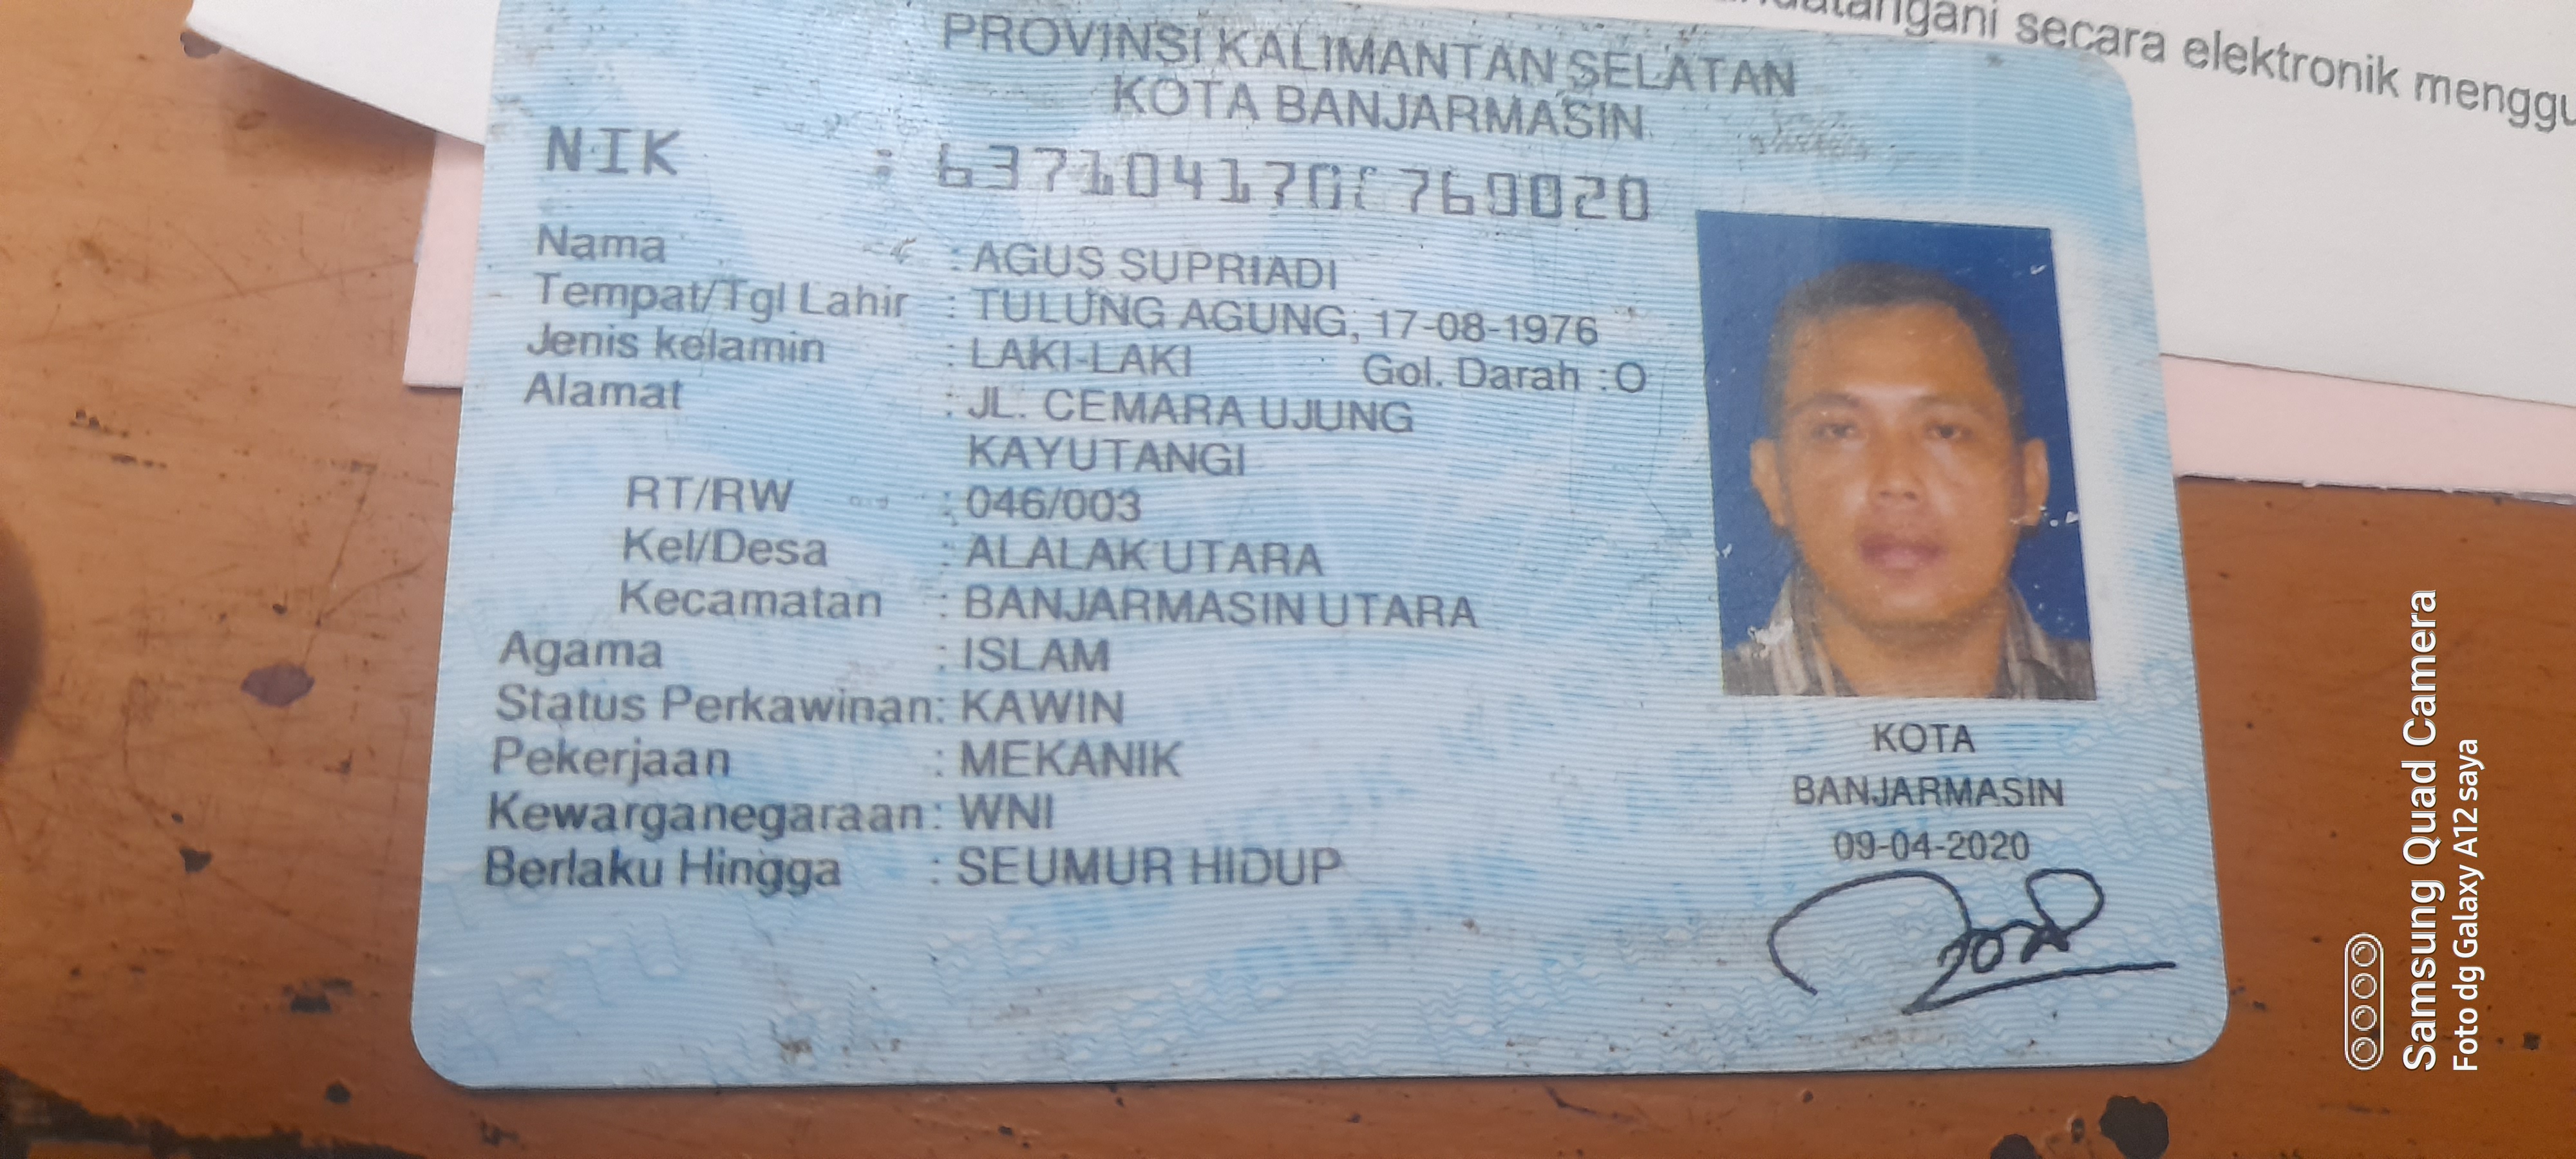 PROVINSI KALIMANTAN SELATAN
KOTA BANJARMASIN
NIK : 6371041708760020
Nama : AGUS SUPRIADI
Tempat/Tgl Lahir : TULUNG AGUNG, 17-08-1976
Jenis kelamin : LAKI-LAKI Gol. Darah : O
Alamat : JL. CEMARA UJUNG
KAYUTANGI
RT/RW : 046/003
Kel/Desa : ALALAK UTARA
Kecamatan : BANJARMASIN UTARA
Agama : ISLAM
Status Perkawinan: KAWIN
Pekerjaan : MEKANIK
Kewarganegaraan: WNI
Berlaku Hingga : SEUMUR HIDUP
KOTA
BANJARMASIN
09-04-2020
secara elektronik
Samsung Quad Camera
Foto dg Galaxy A12 saya